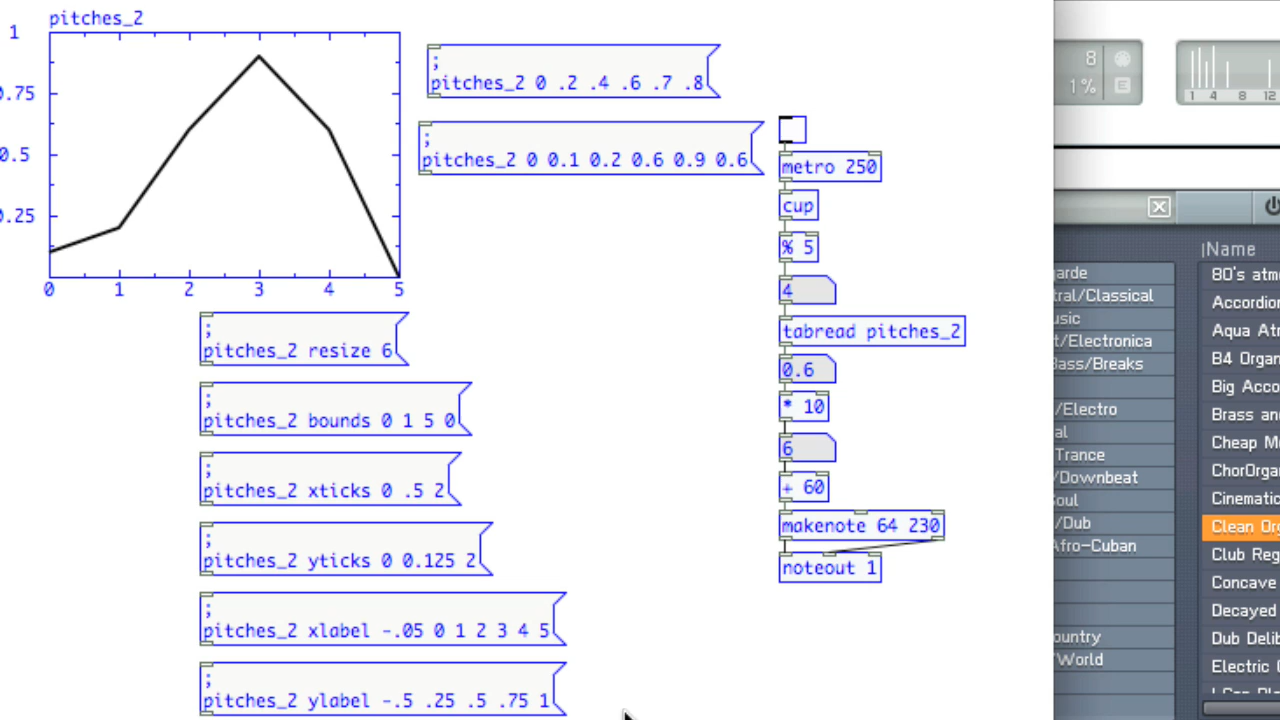 pitches_2
1
0.75
0.5
0.25
0 1 2 3 4 5
;
pitches_2 0 .2 .4 .6 .7 .8
;
pitches_2 0 0.1 0.2 0.6 0.9 0.6
;
pitches_2 resize 6
;
pitches_2 bounds 0 1 5 0
;
pitches_2 xticks 0 .5 2
;
pitches_2 yticks 0 0.125 2
;
pitches_2 xlabel -.05 0 1 2 3 4 5
;
pitches_2 ylabel -.5 .25 .5 .75 1
metro 250
cup
% 5
4
tabread pitches_2
0.6
* 10
6
+ 60
makenote 64 230
noteout 1
8
1%
E
1 4 8 12
garde
tral/Classical
usic
t/Electronica
Bass/Breaks
/Electro
al
Trance
/Downbeat
Soul
/Dub
Afro-Cuban
ountry
/World
Name
80's atm
Accordion
Aqua Atm
B4 Organ
Big Acco
Brass an
Cheap M
ChorOrga
Cinematic
Clean Org
Club Reg
Concave
Decayed
Dub Delib
Electric